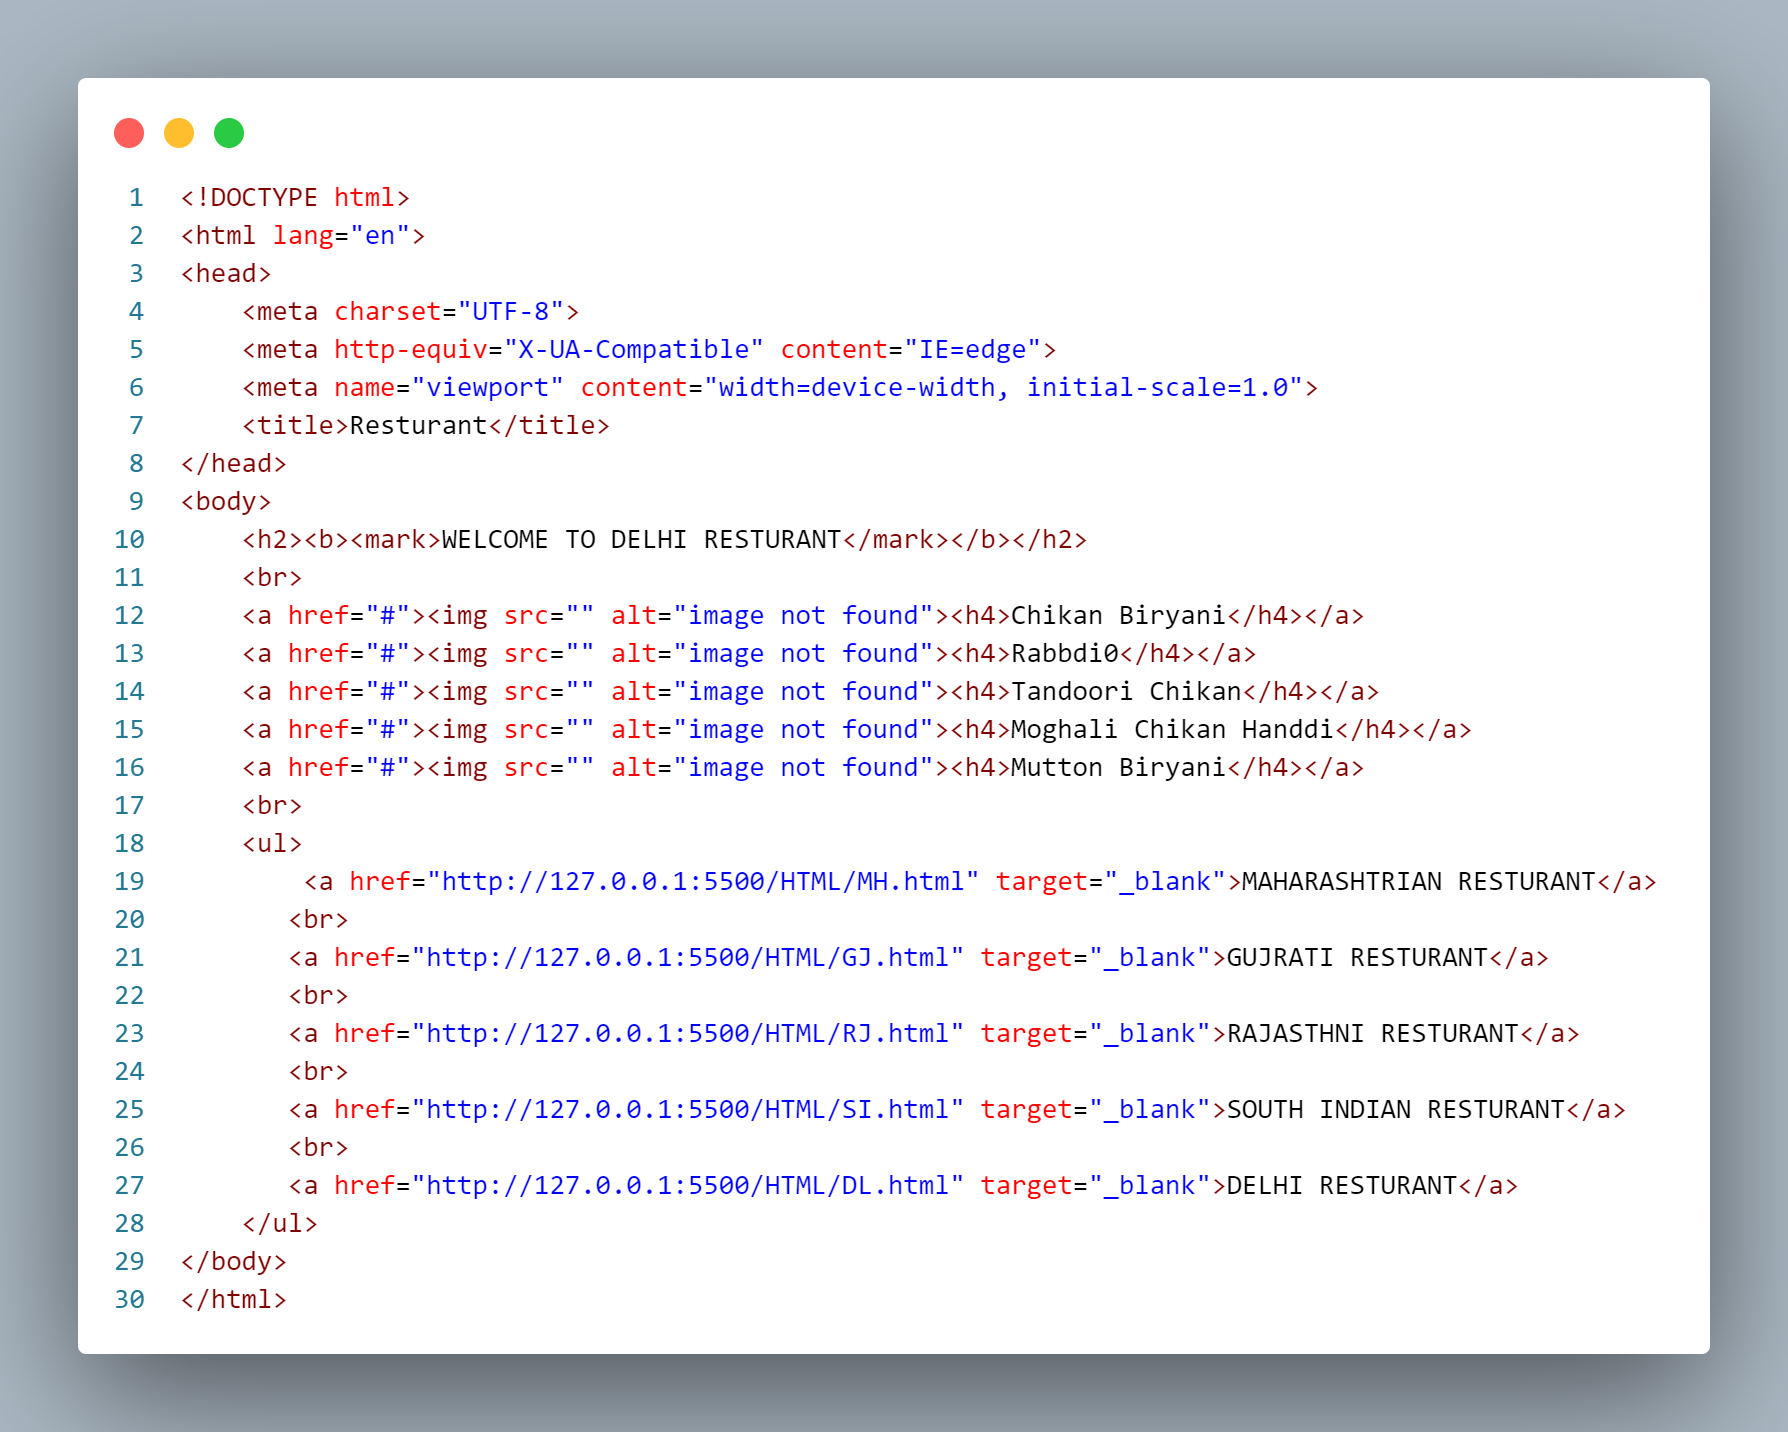 1 <!DOCTYPE html>
2 <html lang="en">
3 <head>
4     <meta charset="UTF-8">
5     <meta http-equiv="X-UA-Compatible" content="IE=edge">
6     <meta name="viewport" content="width=device-width, initial-scale=1.0">
7     <title>Resturant</title>
8 </head>
9 <body>
10     <h2><b><mark>WELCOME TO DELHI RESTURANT</mark></b></h2>
11     <br>
12     <a href="#"><img src="" alt="image not found"><h4>Chikan Biryani</h4></a>
13     <a href="#"><img src="" alt="image not found"><h4>Rabbdi0</h4></a>
14     <a href="#"><img src="" alt="image not found"><h4>Tandoori Chikan</h4></a>
15     <a href="#"><img src="" alt="image not found"><h4>Moghali Chikan Handdi</h4></a>
16     <a href="#"><img src="" alt="image not found"><h4>Mutton Biryani</h4></a>
17     <br>
18     <ul>
19         <a href="http://127.0.0.1:5500/HTML/MH.html" target="_blank">MAHARASHTRIAN RESTURANT</a>
20        <br>
21        <a href="http://127.0.0.1:5500/HTML/GJ.html" target="_blank">GUJRATI RESTURANT</a>
22        <br>
23        <a href="http://127.0.0.1:5500/HTML/RJ.html" target="_blank">RAJASTHNI RESTURANT</a>
24        <br>
25        <a href="http://127.0.0.1:5500/HTML/SI.html" target="_blank">SOUTH INDIAN RESTURANT</a>
26        <br>
27        <a href="http://127.0.0.1:5500/HTML/DL.html" target="_blank">DELHI RESTURANT</a>
28     </ul>
29 </body>
30 </html>